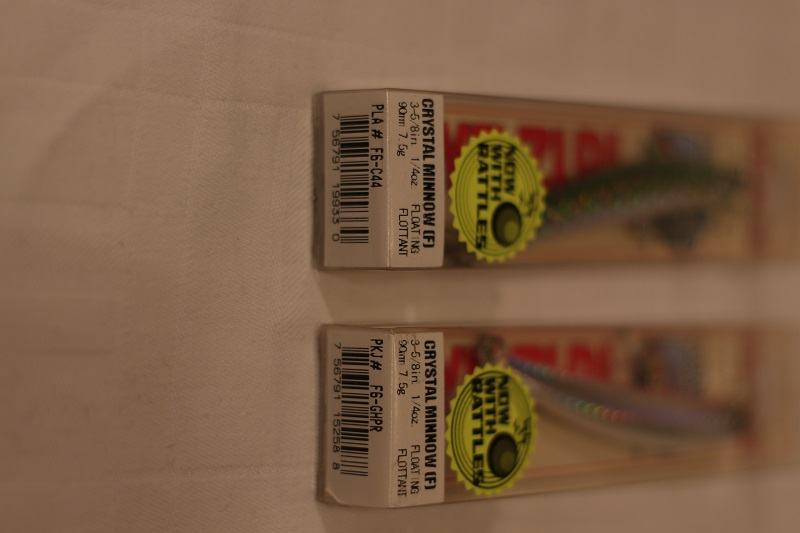 CRYSTAL MINNOW (F)
3-5/8in. 1/4oz. FLOATING
90mm 7.5g FLOTTANT
PLA # F6-C44
7 56791 19933 0
NOW
WITH
RATTLES
CRYSTAL MINNOW (F)
3-5/8in. 1/4oz. FLOATING
90mm 7.5g FLOTTANT
PKJ # F6-GHPR
7 56791 15258 8
NOW
WITH
RATTLES